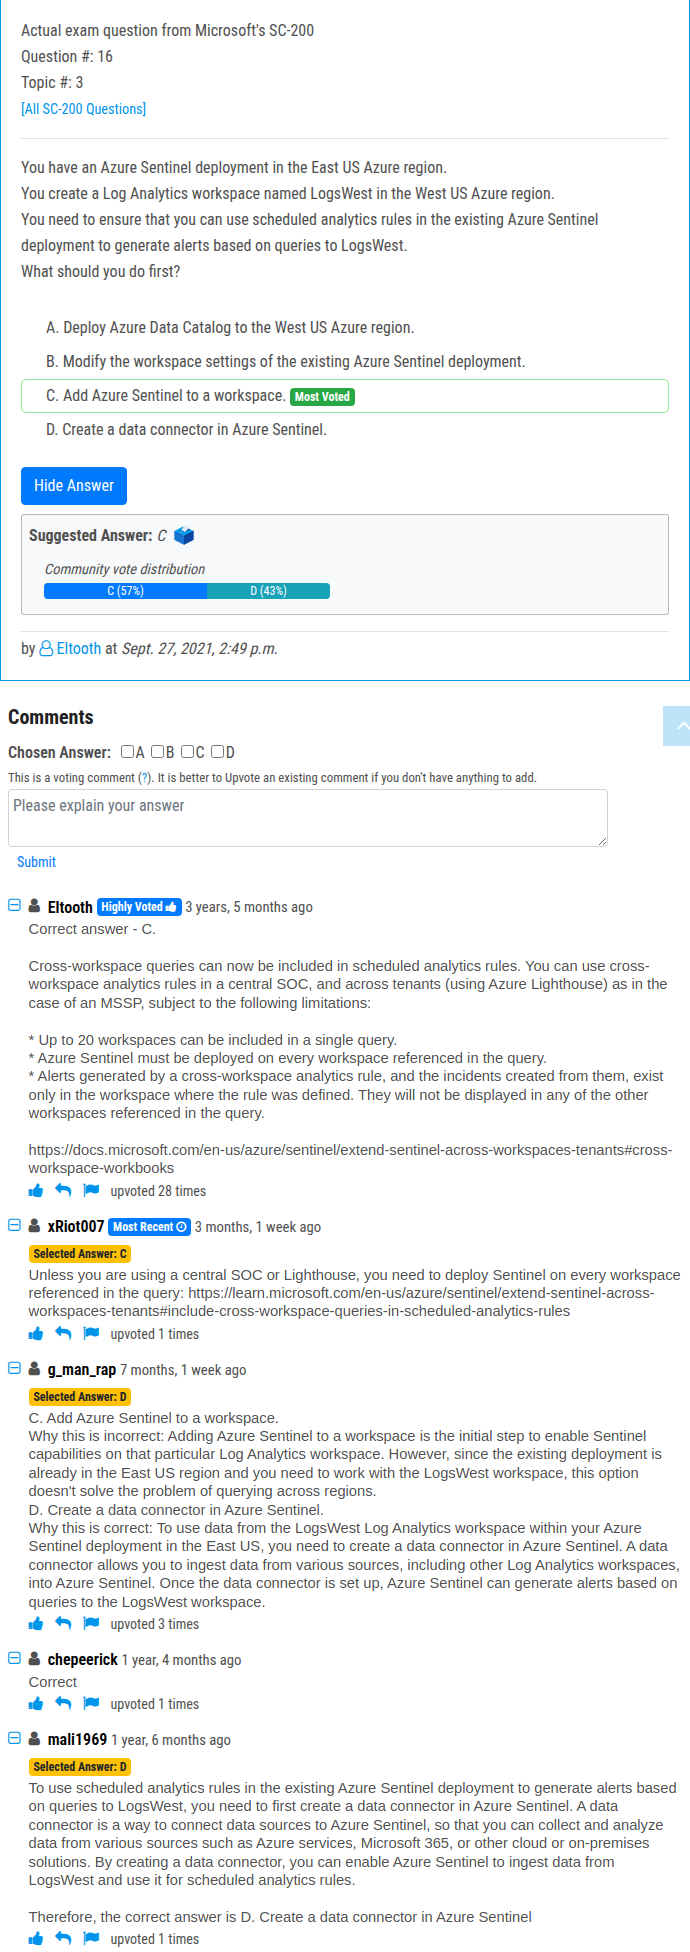 Actual exam question from Microsoft's SC-200
Question #: 16
Topic #: 3
[All SC-200 Questions]
You have an Azure Sentinel deployment in the East US Azure region.
You create a Log Analytics workspace named LogsWest in the West US Azure region.
You need to ensure that you can use scheduled analytics rules in the existing Azure Sentinel
deployment to generate alerts based on queries to LogsWest.
What should you do first?
A. Deploy Azure Data Catalog to the West US Azure region.
B. Modify the workspace settings of the existing Azure Sentinel deployment.
C. Add Azure Sentinel to a workspace. Most Voted
D. Create a data connector in Azure Sentinel.
Hide Answer
Suggested Answer: C
Community vote distribution
C (57%) D (43%)
by Eltooth at Sept. 27, 2021, 2:49 p.m.
Comments
Chosen Answer: A B C D
This is a voting comment (?). It is better to Upvote an existing comment if you don't have anything to add.
Please explain your answer
Submit
Eltooth Highly Voted 3 years, 5 months ago
Correct answer - C.
Cross-workspace queries can now be included in scheduled analytics rules. You can use cross-
workspace analytics rules in a central SOC, and across tenants (using Azure Lighthouse) as in the
case of an MSSP, subject to the following limitations:
* Up to 20 workspaces can be included in a single query.
* Azure Sentinel must be deployed on every workspace referenced in the query.
* Alerts generated by a cross-workspace analytics rule, and the incidents created from them, exist
only in the workspace where the rule was defined. They will not be displayed in any of the other
workspaces referenced in the query.
https://docs.microsoft.com/en-us/azure/sentinel/extend-sentinel-across-workspaces-tenants#cross-
workspace-workbooks
upvoted 28 times
xRiot007 Most Recent 3 months, 1 week ago
Selected Answer: C
Unless you are using a central SOC or Lighthouse, you need to deploy Sentinel on every workspace
referenced in the query: https://learn.microsoft.com/en-us/azure/sentinel/extend-sentinel-across-
workspaces-tenants#include-cross-workspace-queries-in-scheduled-analytics-rules
upvoted 1 times
g_man_rap 7 months, 1 week ago
Selected Answer: D
C. Add Azure Sentinel to a workspace.
Why this is incorrect: Adding Azure Sentinel to a workspace is the initial step to enable Sentinel
capabilities on that particular Log Analytics workspace. However, since the existing deployment is
already in the East US region and you need to work with the LogsWest workspace, this option
doesn't solve the problem of querying across regions.
D. Create a data connector in Azure Sentinel.
Why this is correct: To use data from the LogsWest Log Analytics workspace within your Azure
Sentinel deployment in the East US, you need to create a data connector in Azure Sentinel. A data
connector allows you to ingest data from various sources, including other Log Analytics workspaces,
into Azure Sentinel. Once the data connector is set up, Azure Sentinel can generate alerts based on
queries to the LogsWest workspace.
upvoted 3 times
chepeerick 1 year, 4 months ago
Correct
upvoted 1 times
mali1969 1 year, 6 months ago
Selected Answer: D
To use scheduled analytics rules in the existing Azure Sentinel deployment to generate alerts based
on queries to LogsWest, you need to first create a data connector in Azure Sentinel. A data
connector is a way to connect data sources to Azure Sentinel, so that you can collect and analyze
data from various sources such as Azure services, Microsoft 365, or other cloud or on-premises
solutions. By creating a data connector, you can enable Azure Sentinel to ingest data from
LogsWest and use it for scheduled analytics rules.
Therefore, the correct answer is D. Create a data connector in Azure Sentinel
upvoted 1 times